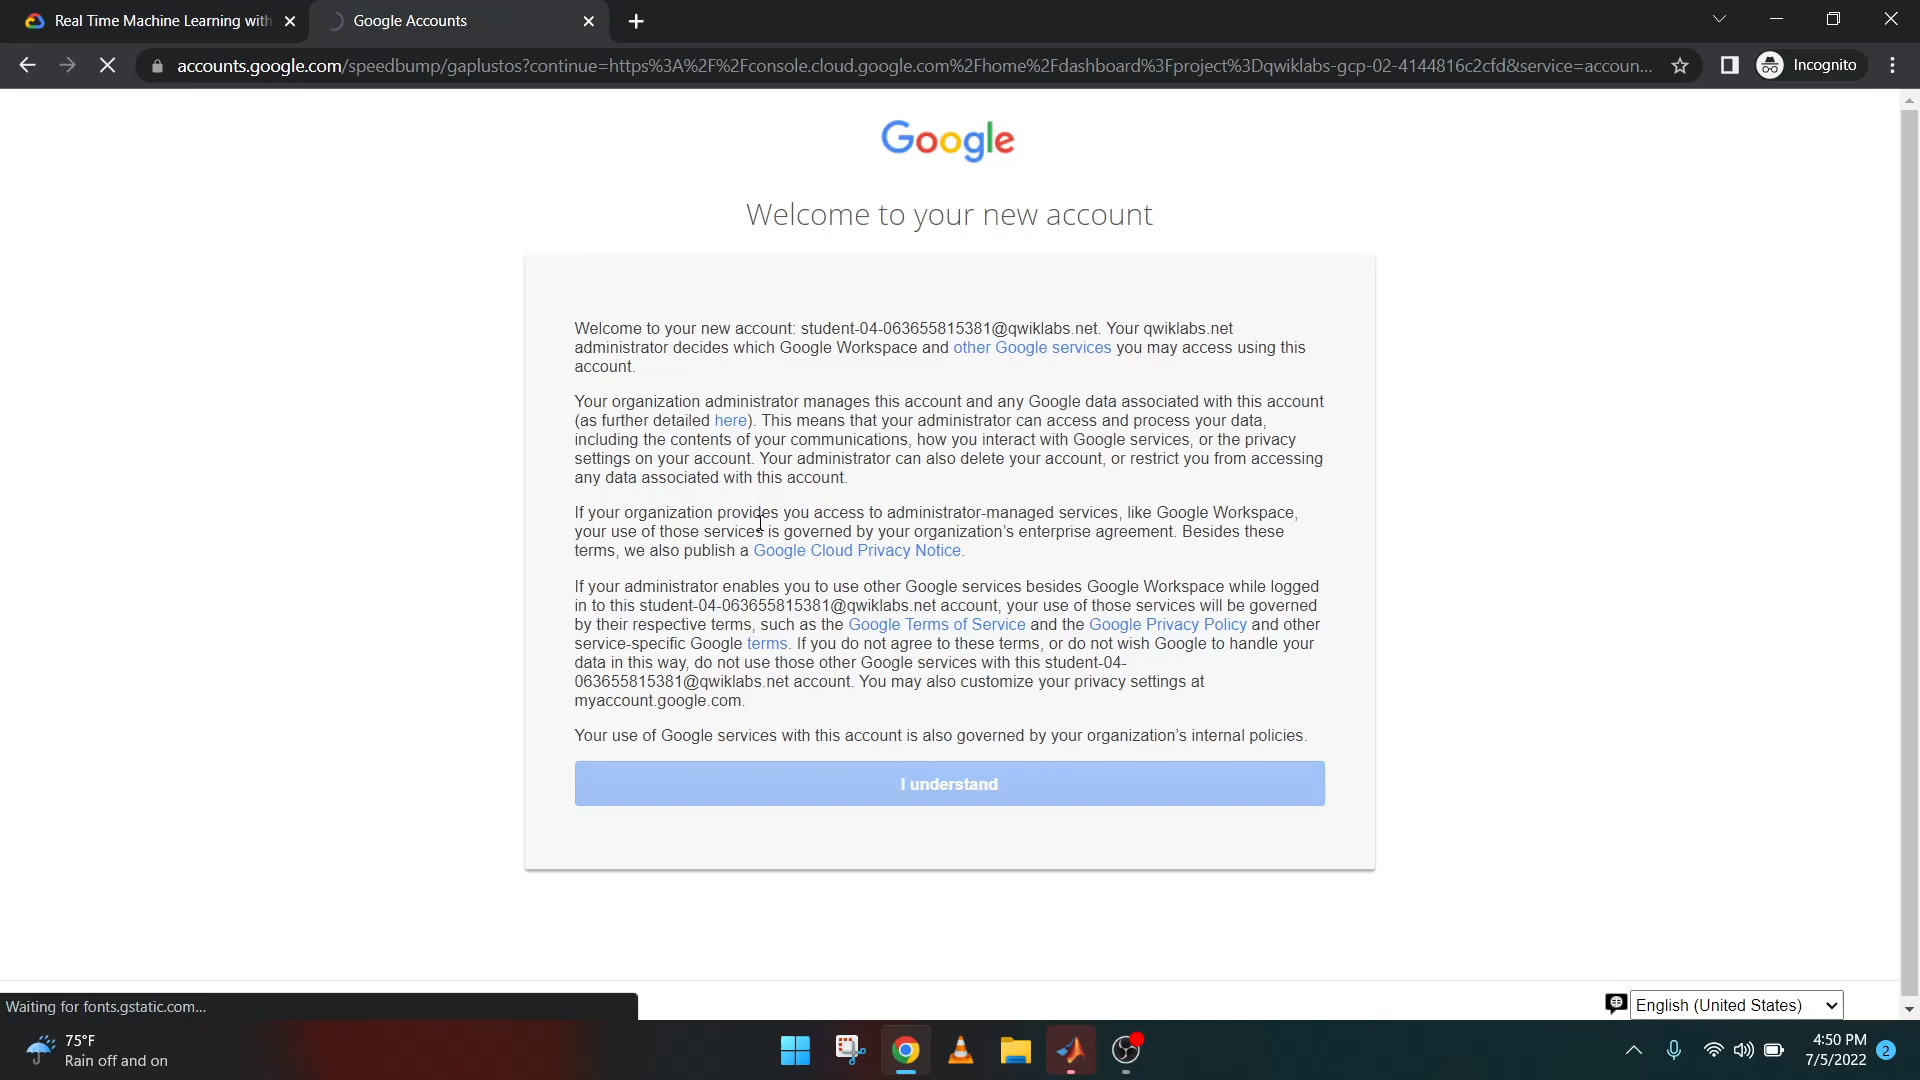 Real Time Machine Learning with
Google Accounts
accounts.google.com/speedbump/gaplustos?continue=https%3A%2F%2Fconsole.cloud.google.com%2Fhome%2Fdashboard%3Fproject%3Dqwiklabs-gcp-02-4144816c2cfd&service=accoun...
Incognito
Google
Welcome to your new account
Welcome to your new account: student-04-063655815381@qwiklabs.net. Your qwiklabs.net
administrator decides which Google Workspace and other Google services you may access using this
account.
Your organization administrator manages this account and any Google data associated with this account
(as further detailed here). This means that your administrator can access and process your data,
including the contents of your communications, how you interact with Google services, or the privacy
settings on your account. Your administrator can also delete your account, or restrict you from accessing
any data associated with this account.
If your organization provides you access to administrator-managed services, like Google Workspace,
your use of those services is governed by your organization's enterprise agreement. Besides these
terms, we also publish a Google Cloud Privacy Notice.
If your administrator enables you to use other Google services besides Google Workspace while logged
in to this student-04-063655815381@qwiklabs.net account, your use of those services will be governed
by their respective terms, such as the Google Terms of Service and the Google Privacy Policy and other
service-specific Google terms. If you do not agree to these terms, or do not wish Google to handle your
data in this way, do not use those other Google services with this student-04-
063655815381@qwiklabs.net account. You may also customize your privacy settings at
myaccount.google.com.
Your use of Google services with this account is also governed by your organization's internal policies.
I understand
Waiting for fonts.gstatic.com...
English (United States)
75°F
Rain off and on
4:50 PM
7/5/2022
2